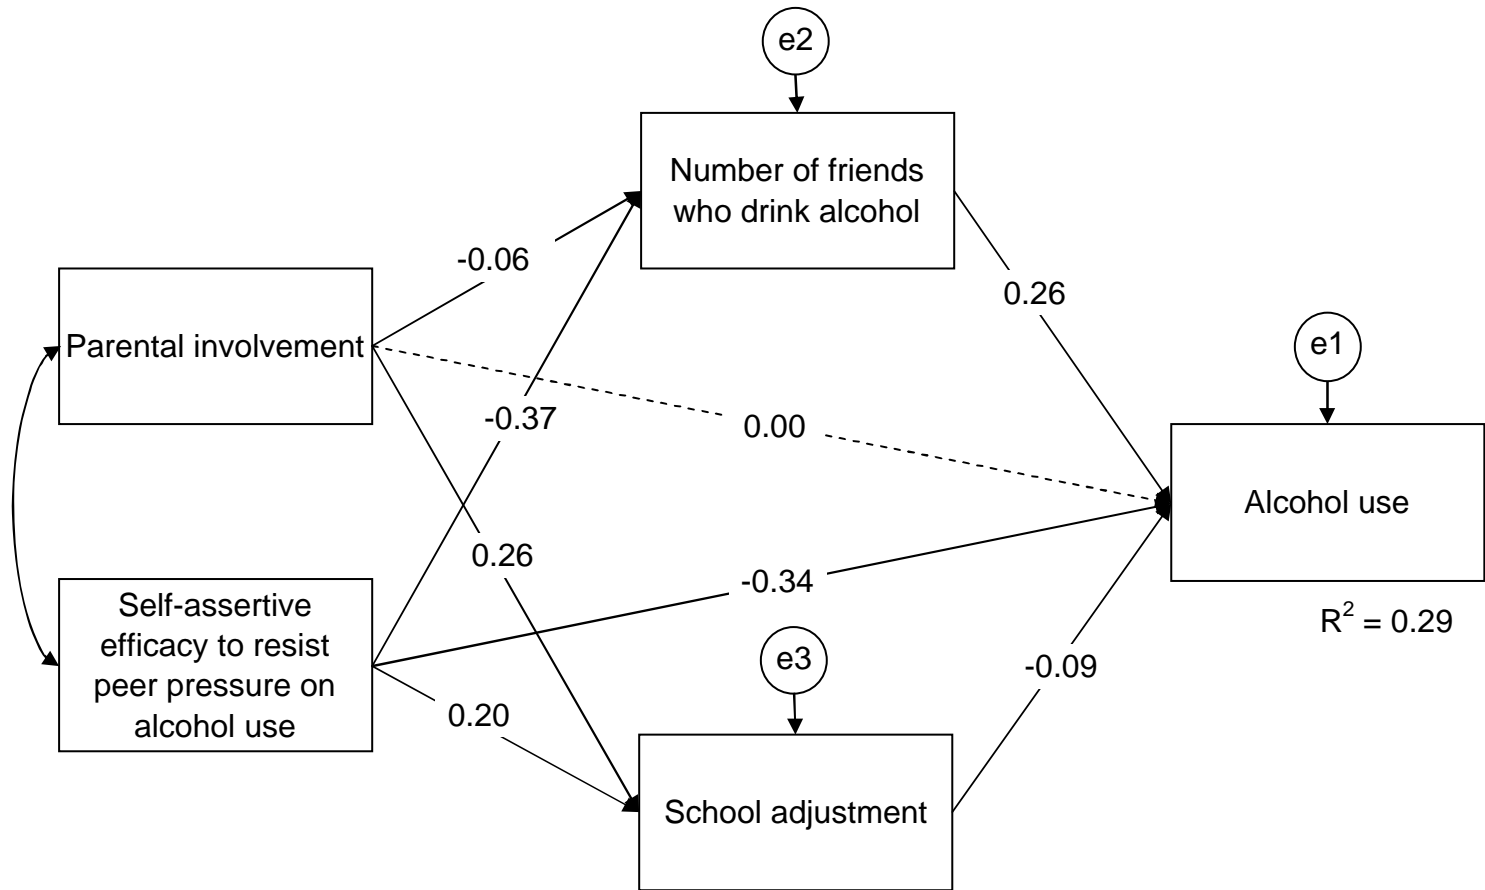 e2
Number of friends
who drink alcohol
-0.06
0.26
Parental involvement
e1
-0.37
0.00
Alcohol use
0.26
-0.34
R² = 0.29
Self-assertive
efficacy to resist
peer pressure on
alcohol use
e3
-0.09
0.20
School adjustment